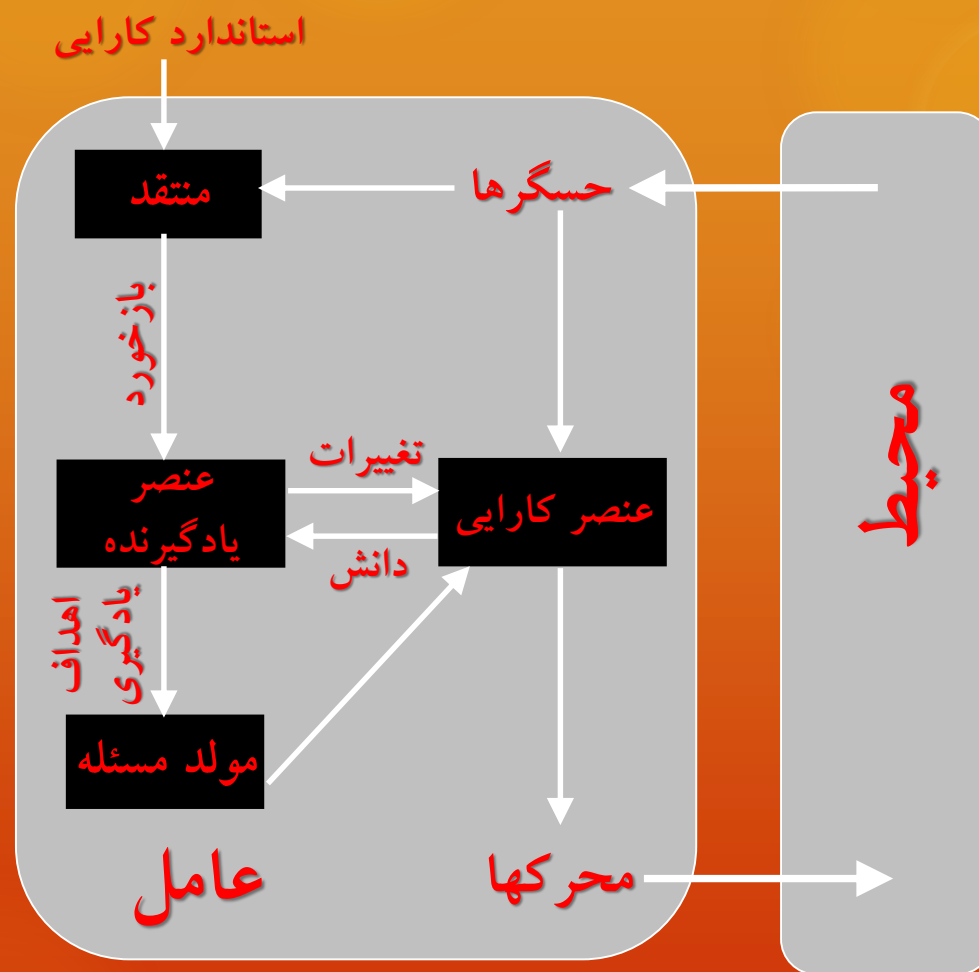 استاندارد کارایی
حسگرها
منتقد
بازخورد
محیط
تغییرات
عنصر
یادگیرنده
عنصر کارایی
دانش
اهداف
یادگیری
مولد مسئله
عامل
محرکها